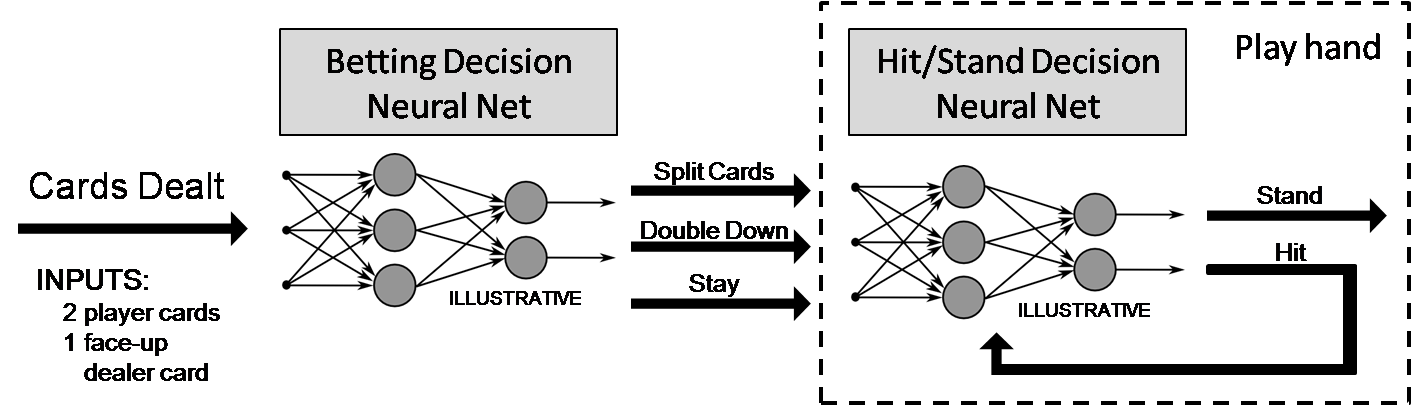 Betting Decision
Neural Net
Hit/Stand Decision
Neural Net
Play hand
Cards Dealt
INPUTS:
2 player cards
1 face-up
dealer card
ILLUSTRATIVE
Split Cards
Double Down
Stay
ILLUSTRATIVE
Stand
Hit